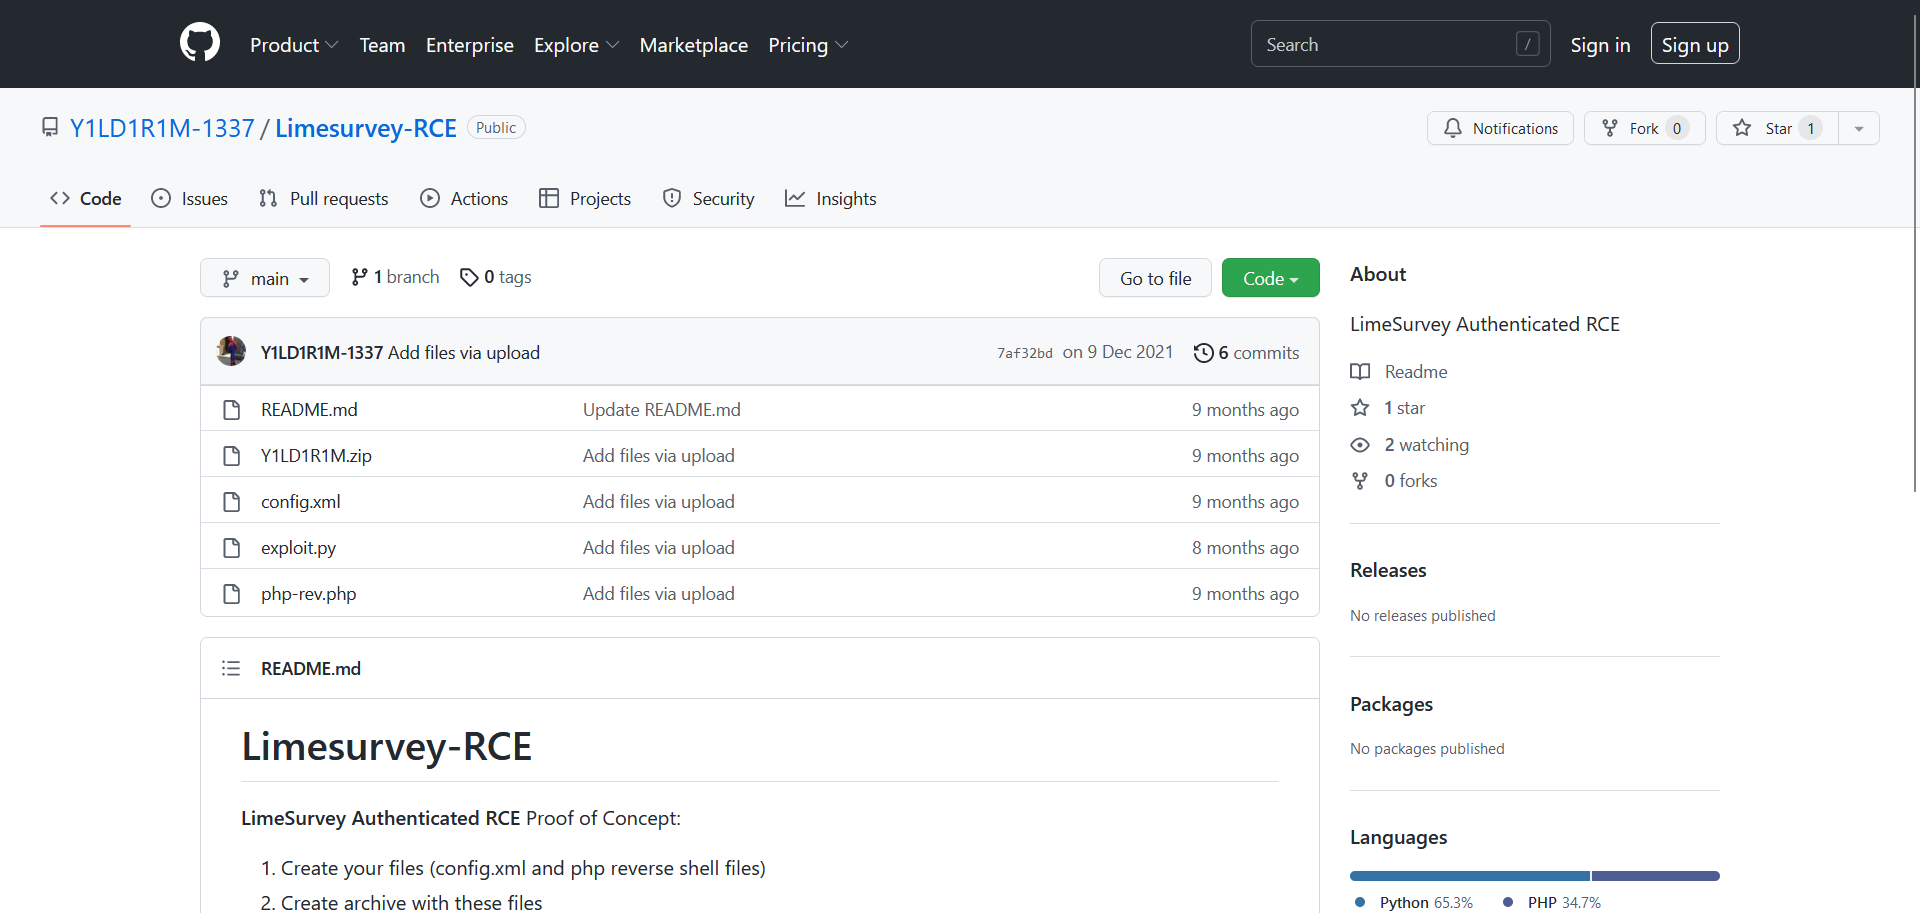 Product Team Enterprise Explore Marketplace Pricing Search / Sign in Sign up
Y1LD1R1M-1337 / Limesurvey-RCE Public Notifications Fork 0 Star 1
Code Issues Pull requests Actions Projects Security Insights
main 1 branch 0 tags Go to file Code
Y1LD1R1M-1337 Add files via upload 7af32bd on 9 Dec 2021 6 commits
README.md Update README.md 9 months ago
Y1LD1R1M.zip Add files via upload 9 months ago
config.xml Add files via upload 9 months ago
exploit.py Add files via upload 8 months ago
php-rev.php Add files via upload 9 months ago
README.md
Limesurvey-RCE
LimeSurvey Authenticated RCE Proof of Concept:
1. Create your files (config.xml and php reverse shell files)
2. Create archive with these files
About
LimeSurvey Authenticated RCE
Readme
1 star
2 watching
0 forks
Releases
No releases published
Packages
No packages published
Languages
Python 65.3% PHP 34.7%